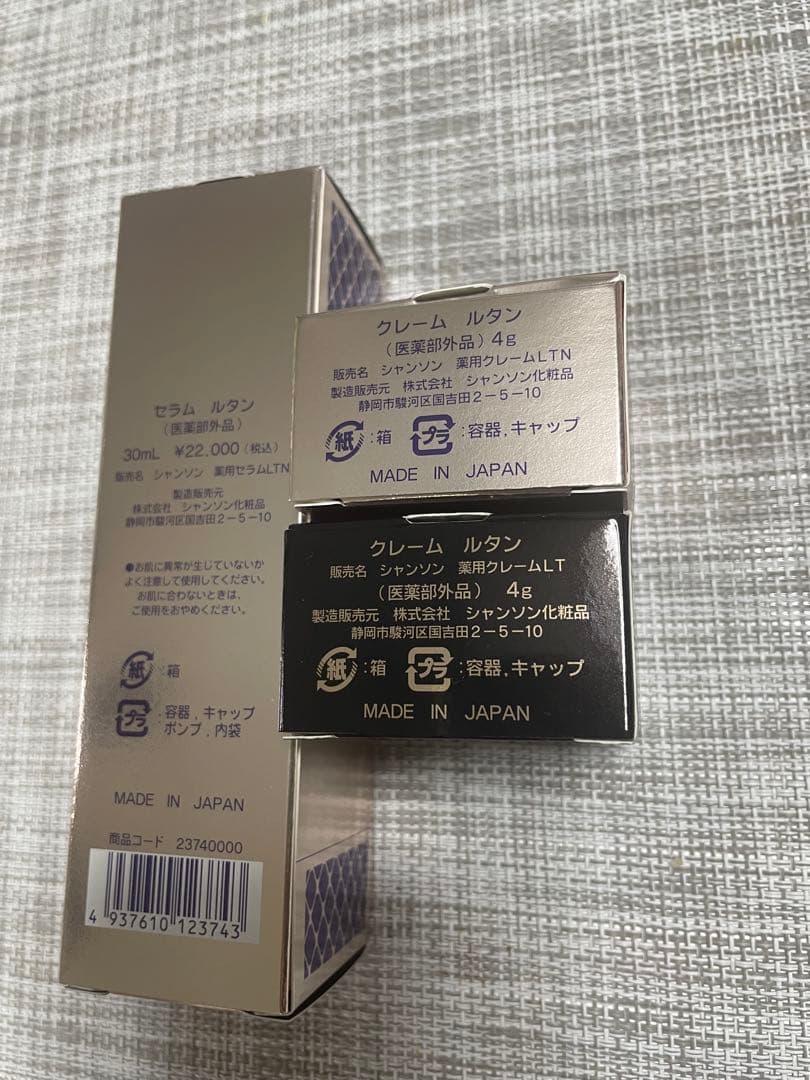 セラム ルタン
(医薬部外品)
30mL ¥22,000(税込)
販売名 シャンソン 薬用セラムLTN
製造販売元
株式会社 シャンソン化粧品
静岡市駿河区国吉田2-5-10
●お肌に異常が生じていないか
よく注意して使用してください。
お肌に合わないときは、
ご使用をおやめください。
紙:箱
プラ:容器,キャップ
ポンプ,内袋
MADE IN JAPAN
商品コード 23740000
4 937610 123743
クレーム ルタン
(医薬部外品)4g
販売名 シャンソン 薬用クレームLTN
製造販売元 株式会社 シャンソン化粧品
静岡市駿河区国吉田2-5-10
紙:箱 プラ:容器,キャップ
MADE IN JAPAN
クレーム ルタン
販売名 シャンソン 薬用クレームLT
(医薬部外品) 4g
製造販売元 株式会社 シャンソン化粧品
静岡市駿河区国吉田2-5-10
紙:箱 プラ:容器,キャップ
MADE IN JAPAN